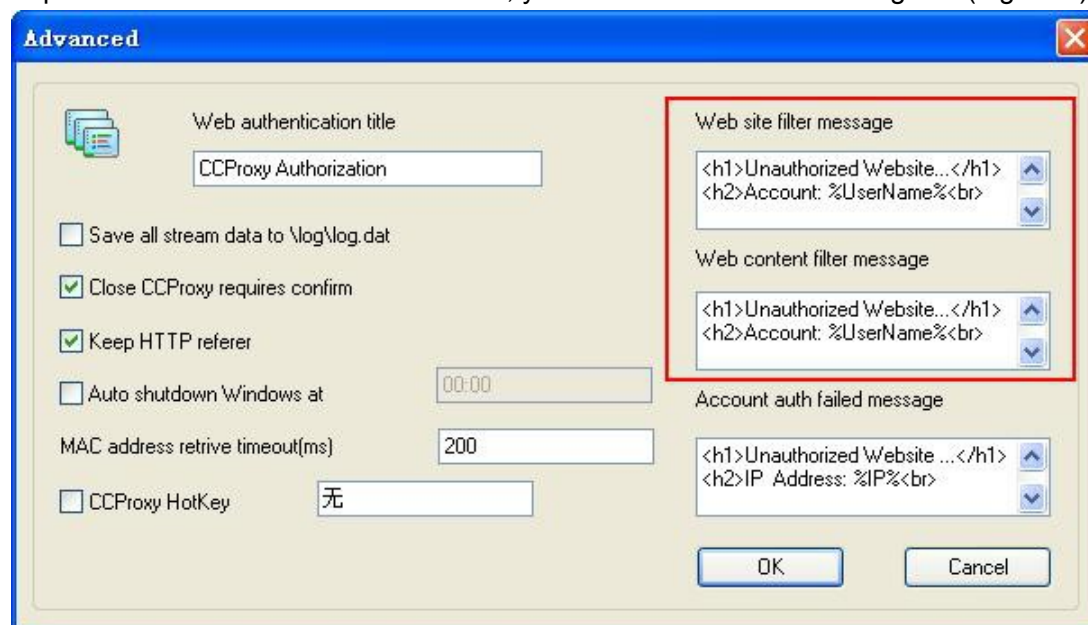 Advanced
Web authentication title
CCProxy Authorization
Save all stream data to \log\log.dat
Close CCProxy requires confirm
Keep HTTP referer
Auto shutdown Windows at
00:00
MAC address retrive timeout(ms)
200
CCProxy HotKey
无
Web site filter message
<h1>Unauthorized Website...</h1>
<h2>Account: %UserName%<br>
Web content filter message
<h1>Unauthorized Website...</h1>
<h2>Account: %UserName%<br>
Account auth failed message
<h1>Unauthorized Website ...</h1>
<h2>IP Address: %IP%<br>
OK
Cancel